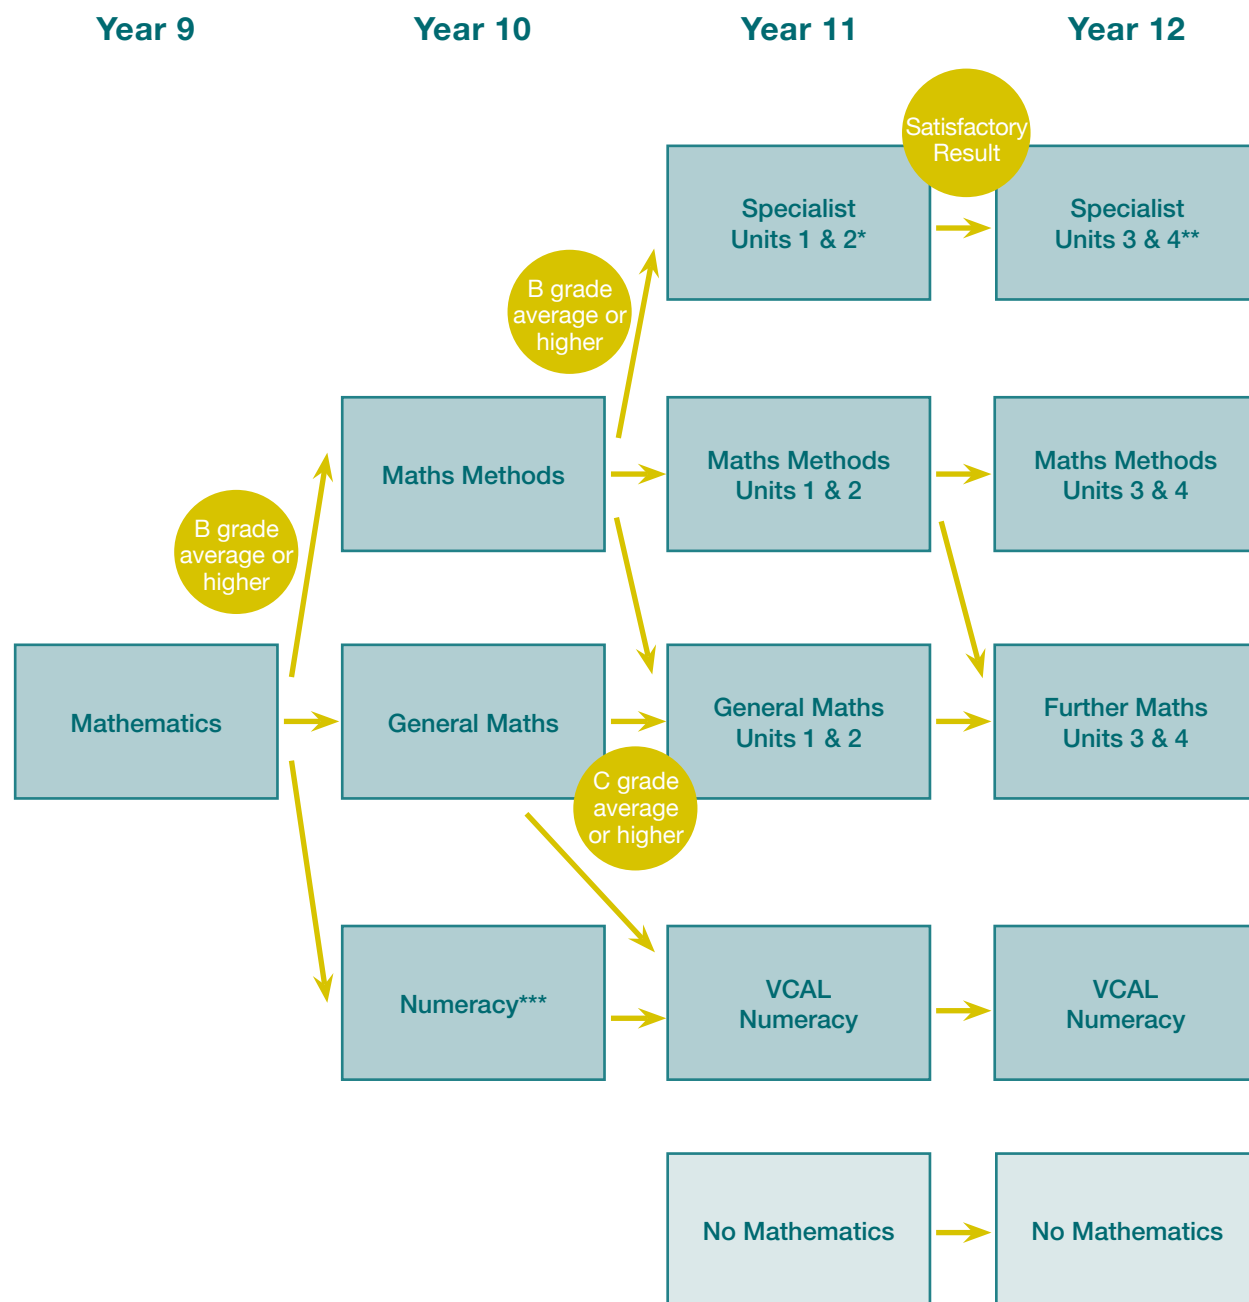 Year 9
Year 10
Year 11
Year 12
Satisfactory
Result
Specialist
Units 1 & 2*
Specialist
Units 3 & 4**
B grade
average or
higher
Maths Methods
Maths Methods
Units 1 & 2
Maths Methods
Units 3 & 4
B grade
average or
higher
Mathematics
General Maths
General Maths
Units 1 & 2
Further Maths
Units 3 & 4
C grade
average
or higher
Numeracy***
VCAL
Numeracy
VCAL
Numeracy
No Mathematics
No Mathematics